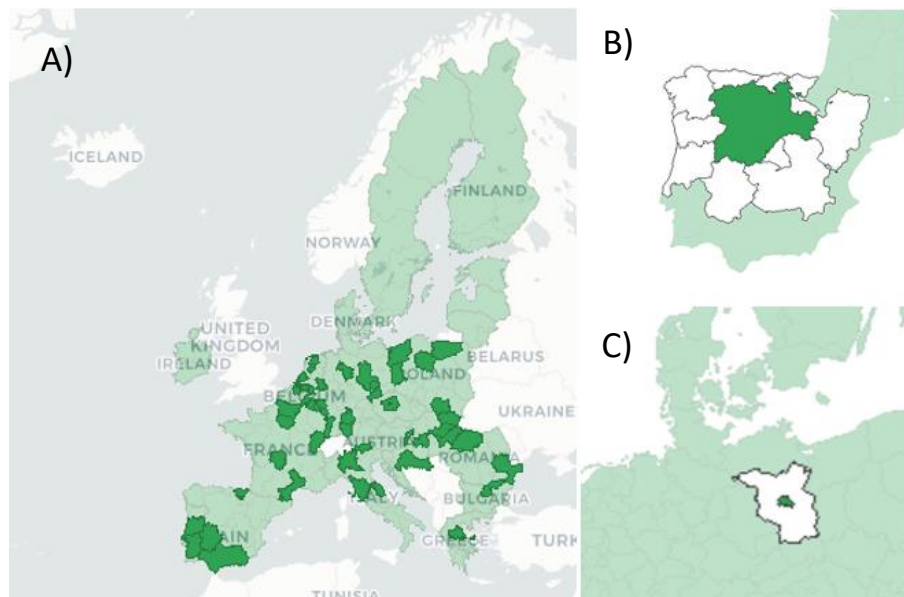 A)
ICELAND
FINLAND
NORWAY
DENMARK
UNITED
KINGDOM
IRELAND
BELARUS
POLAND
BELGIUM
UKRAINE
FRANCE
AUSTRIA
ROMANIA
ITALY
BULGARIA
SPAIN
GREECE
TURK
TUNISIA
B)
C)